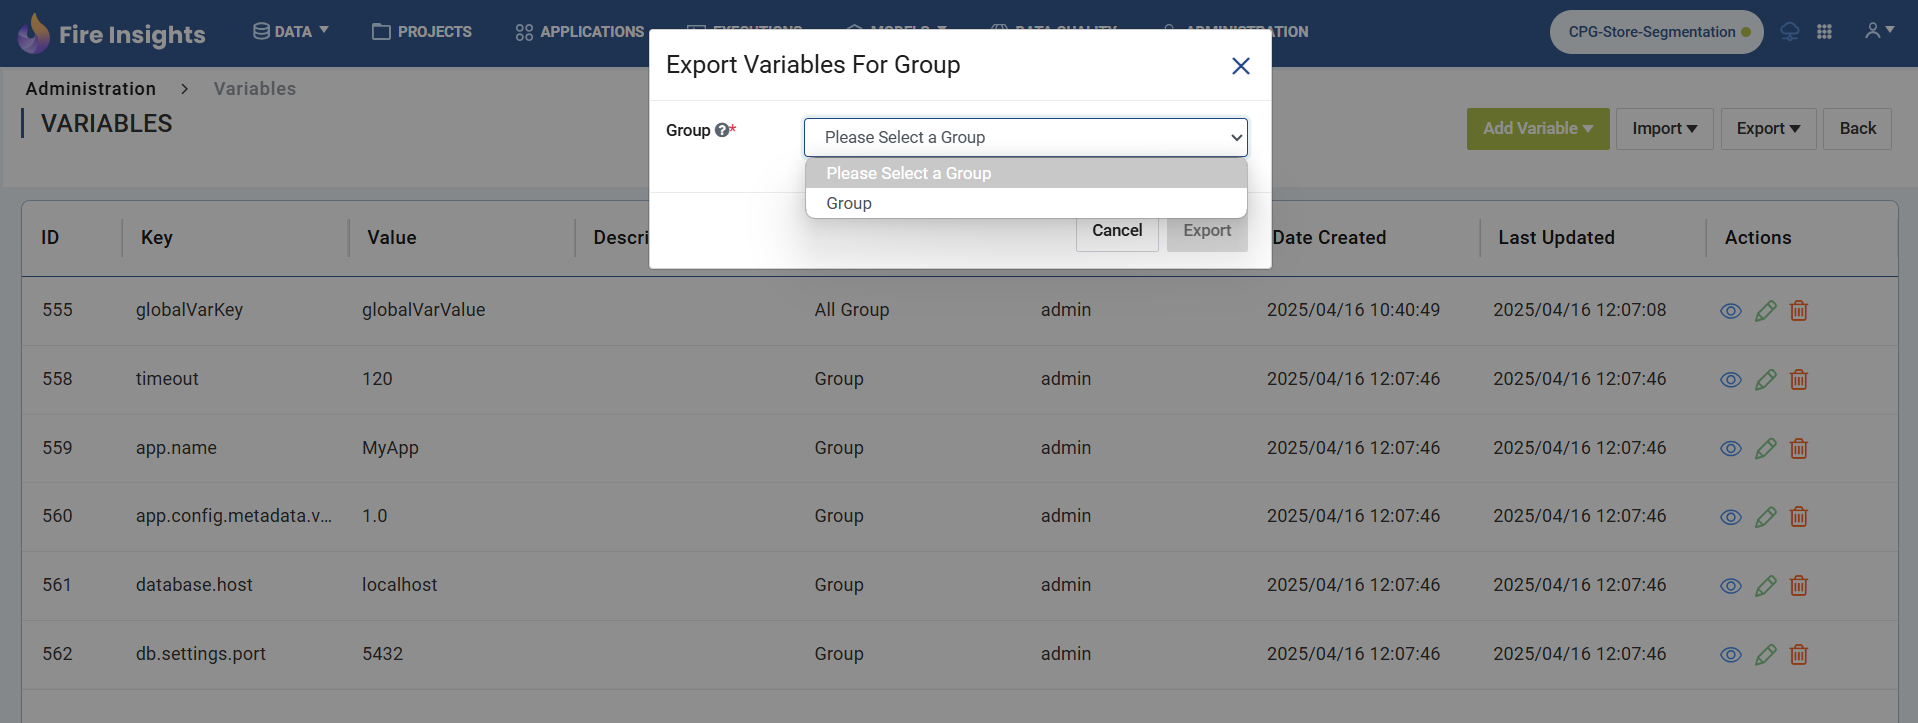 Fire Insights
DATA
PROJECTS
APPLICATIONS
EXECUTIONS
MODELS
DATA QUALITY
ADMINISTRATION
CPG-Store-Segmentation
Administration > Variables
VARIABLES
Add Variable
Import
Export
Back
Export Variables For Group
Group ?*
Please Select a Group
Please Select a Group
Group
Cancel
Export
ID Key Value Descri Date Created Last Updated Actions
555 globalVarKey globalVarValue All Group admin 2025/04/16 10:40:49 2025/04/16 12:07:08
558 timeout 120 Group admin 2025/04/16 12:07:46 2025/04/16 12:07:46
559 app.name MyApp Group admin 2025/04/16 12:07:46 2025/04/16 12:07:46
560 app.config.metadata.v... 1.0 Group admin 2025/04/16 12:07:46 2025/04/16 12:07:46
561 database.host localhost Group admin 2025/04/16 12:07:46 2025/04/16 12:07:46
562 db.settings.port 5432 Group admin 2025/04/16 12:07:46 2025/04/16 12:07:46